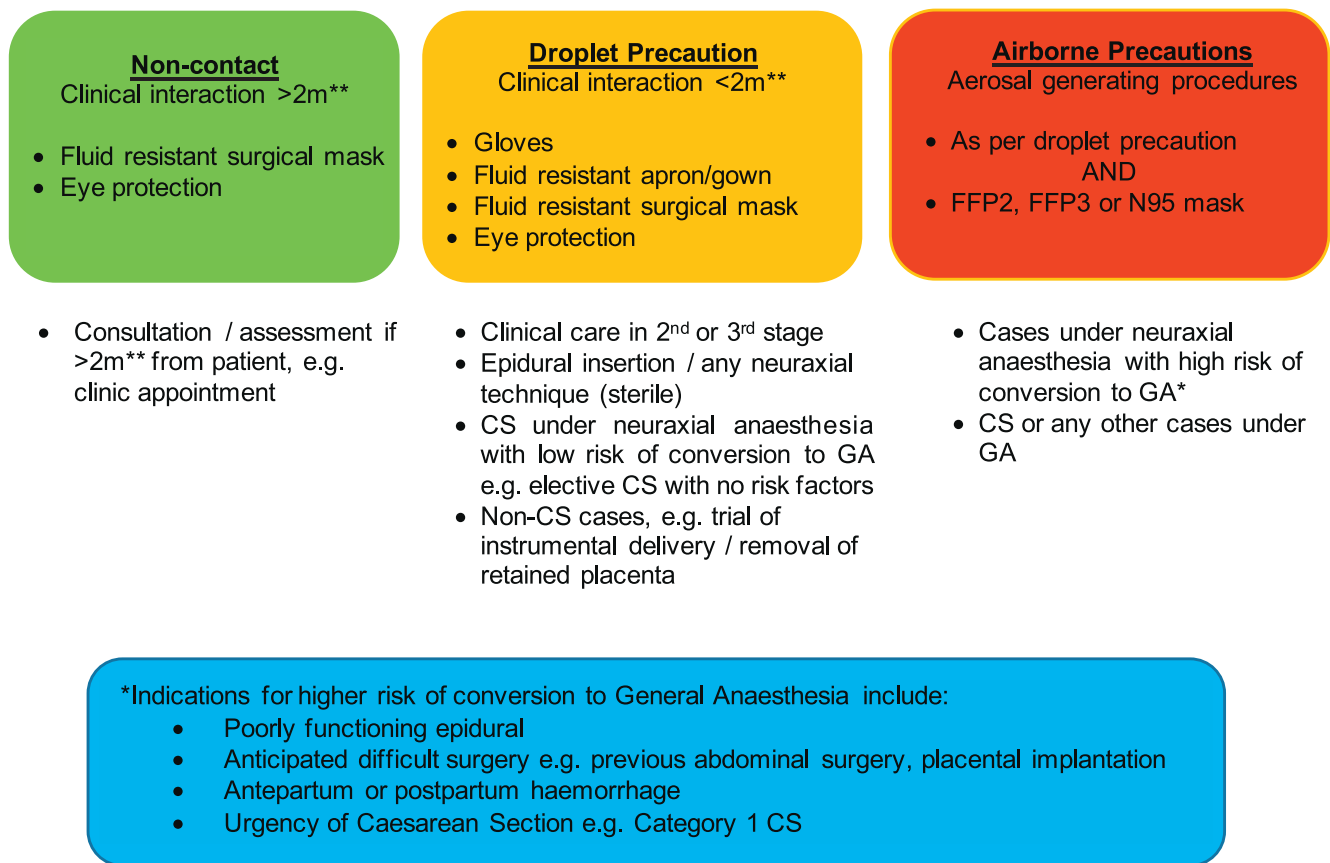 Non-contact
Clinical interaction >2m**
• Fluid resistant surgical mask
• Eye protection
Droplet Precaution
Clinical interaction <2m**
• Gloves
• Fluid resistant apron/gown
• Fluid resistant surgical mask
• Eye protection
Airborne Precautions
Aerosal generating procedures
• As per droplet precaution
AND
• FFP2, FFP3 or N95 mask
• Consultation / assessment if
>2m** from patient, e.g.
clinic appointment
• Clinical care in 2nd or 3rd stage
• Epidural insertion / any neuraxial
technique (sterile)
• CS under neuraxial anaesthesia
with low risk of conversion to GA
e.g. elective CS with no risk factors
• Non-CS cases, e.g. trial of
instrumental delivery / removal of
retained placenta
• Cases under neuraxial
anaesthesia with high risk of
conversion to GA*
• CS or any other cases under
GA
*Indications for higher risk of conversion to General Anaesthesia include:
• Poorly functioning epidural
• Anticipated difficult surgery e.g. previous abdominal surgery, placental implantation
• Antepartum or postpartum haemorrhage
• Urgency of Caesarean Section e.g. Category 1 CS